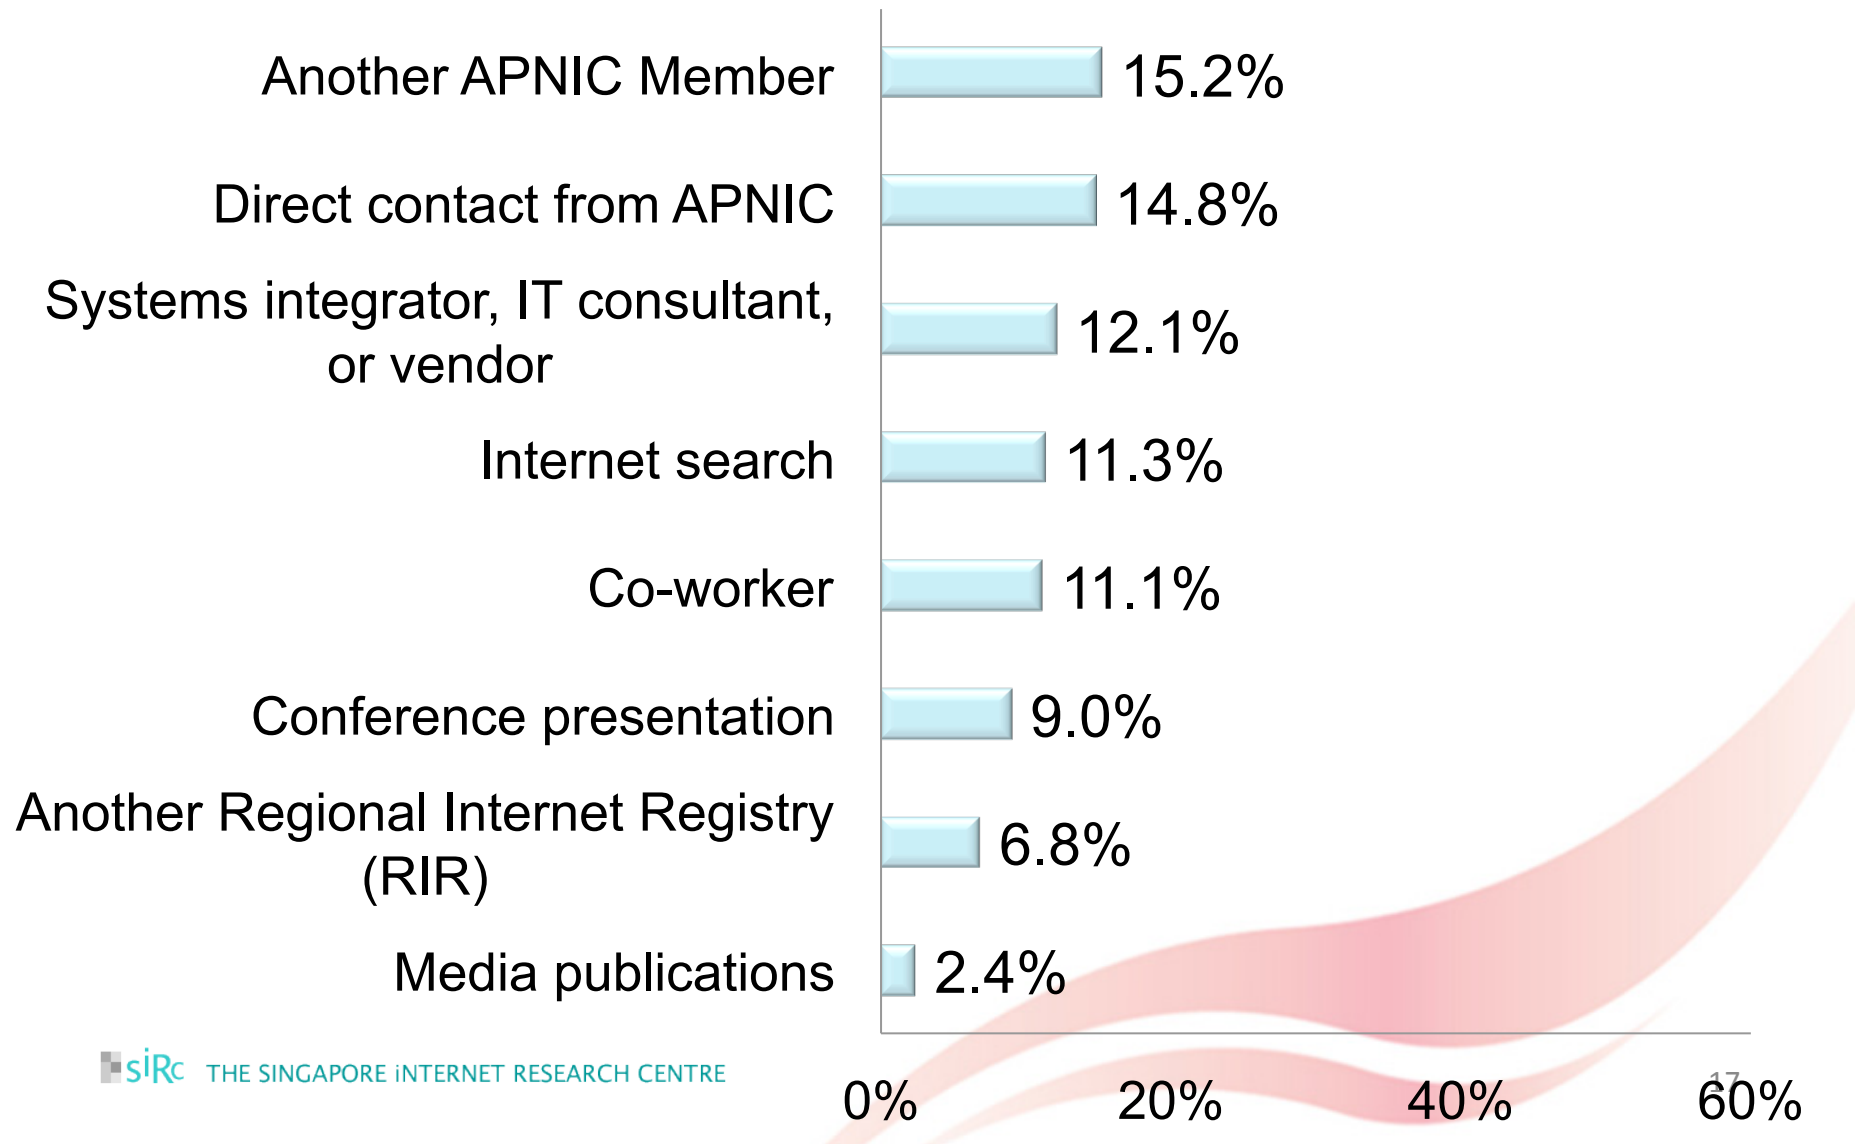 Another APNIC Member 15.2%
Direct contact from APNIC 14.8%
Systems integrator, IT consultant,
or vendor 12.1%
Internet search 11.3%
Co-worker 11.1%
Conference presentation 9.0%
Another Regional Internet Registry
(RIR) 6.8%
Media publications 2.4%
siRc THE SINGAPORE iNTERNET RESEARCH CENTRE
17
0% 20% 40% 60%